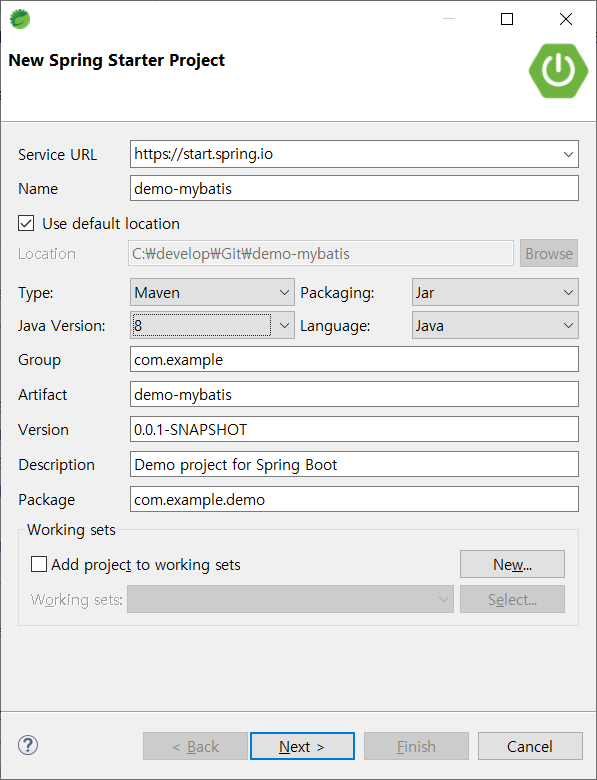 New Spring Starter Project
Service URL https://start.spring.io
Name demo-mybatis
Use default location
Location C:₩develop₩Git₩demo-mybatis Browse
Type: Maven Packaging: Jar
Java Version: 8 Language: Java
Group com.example
Artifact demo-mybatis
Version 0.0.1-SNAPSHOT
Description Demo project for Spring Boot
Package com.example.demo
Working sets
Add project to working sets New...
Working sets: Select...
? < Back Next > Finish Cancel